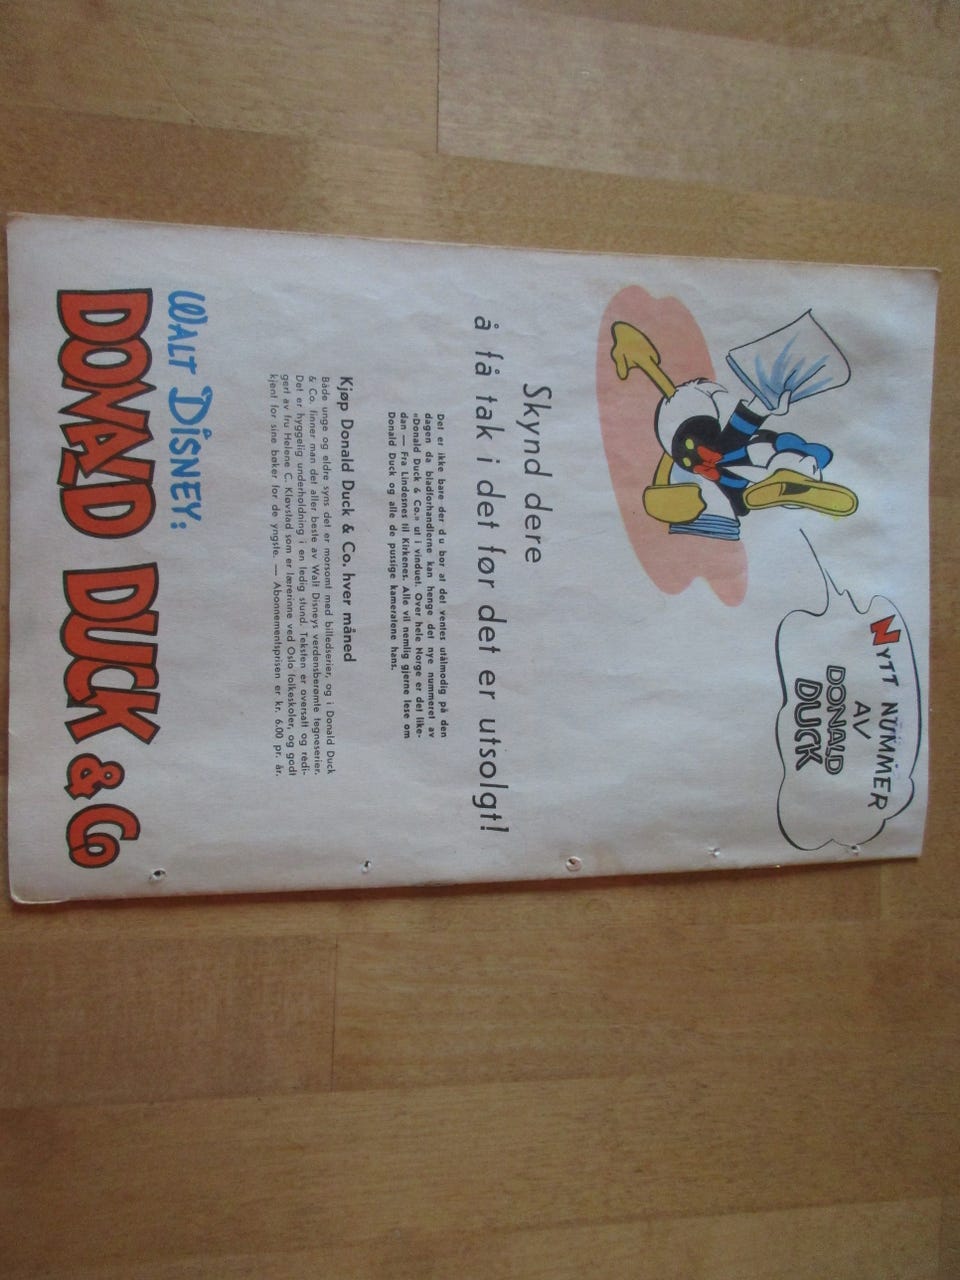 NYTT NUMMER
AV
DONALD
DUCK
Skynd dere
å få tak i det før det er utsolgt!
Det er ikke bare der du bor at det ventes utålmodig på den
dagen da bladforhandlerne kan henge det nye nummeret av
«Donald Duck & Co.» ut i vinduet. Over hele Norge er det like-
dan — Fra Lindesnes til Kirkenes. Alle vil nemlig gjerne lese om
Donald Duck og alle de pussige kameratene hans.
Kjøp Donald Duck & Co. hver måned
Både unge og eldre syns det er morsomt med billedserier, og i Donald Duck
& Co. finner man det aller beste av Walt Disneys verdensberømte tegneserier.
Det er hyggelig underholdning i en ledig stund. Teksten er oversatt og redi-
gert av fru Helene C. Kløvstad som er lærerinne ved Oslo folkeskoler, og godt
kjent for sine bøker for de yngste. — Abonnementsprisen er kr. 6.00 pr. år.
WALT DISNEY:
DONALD DUCK & Co